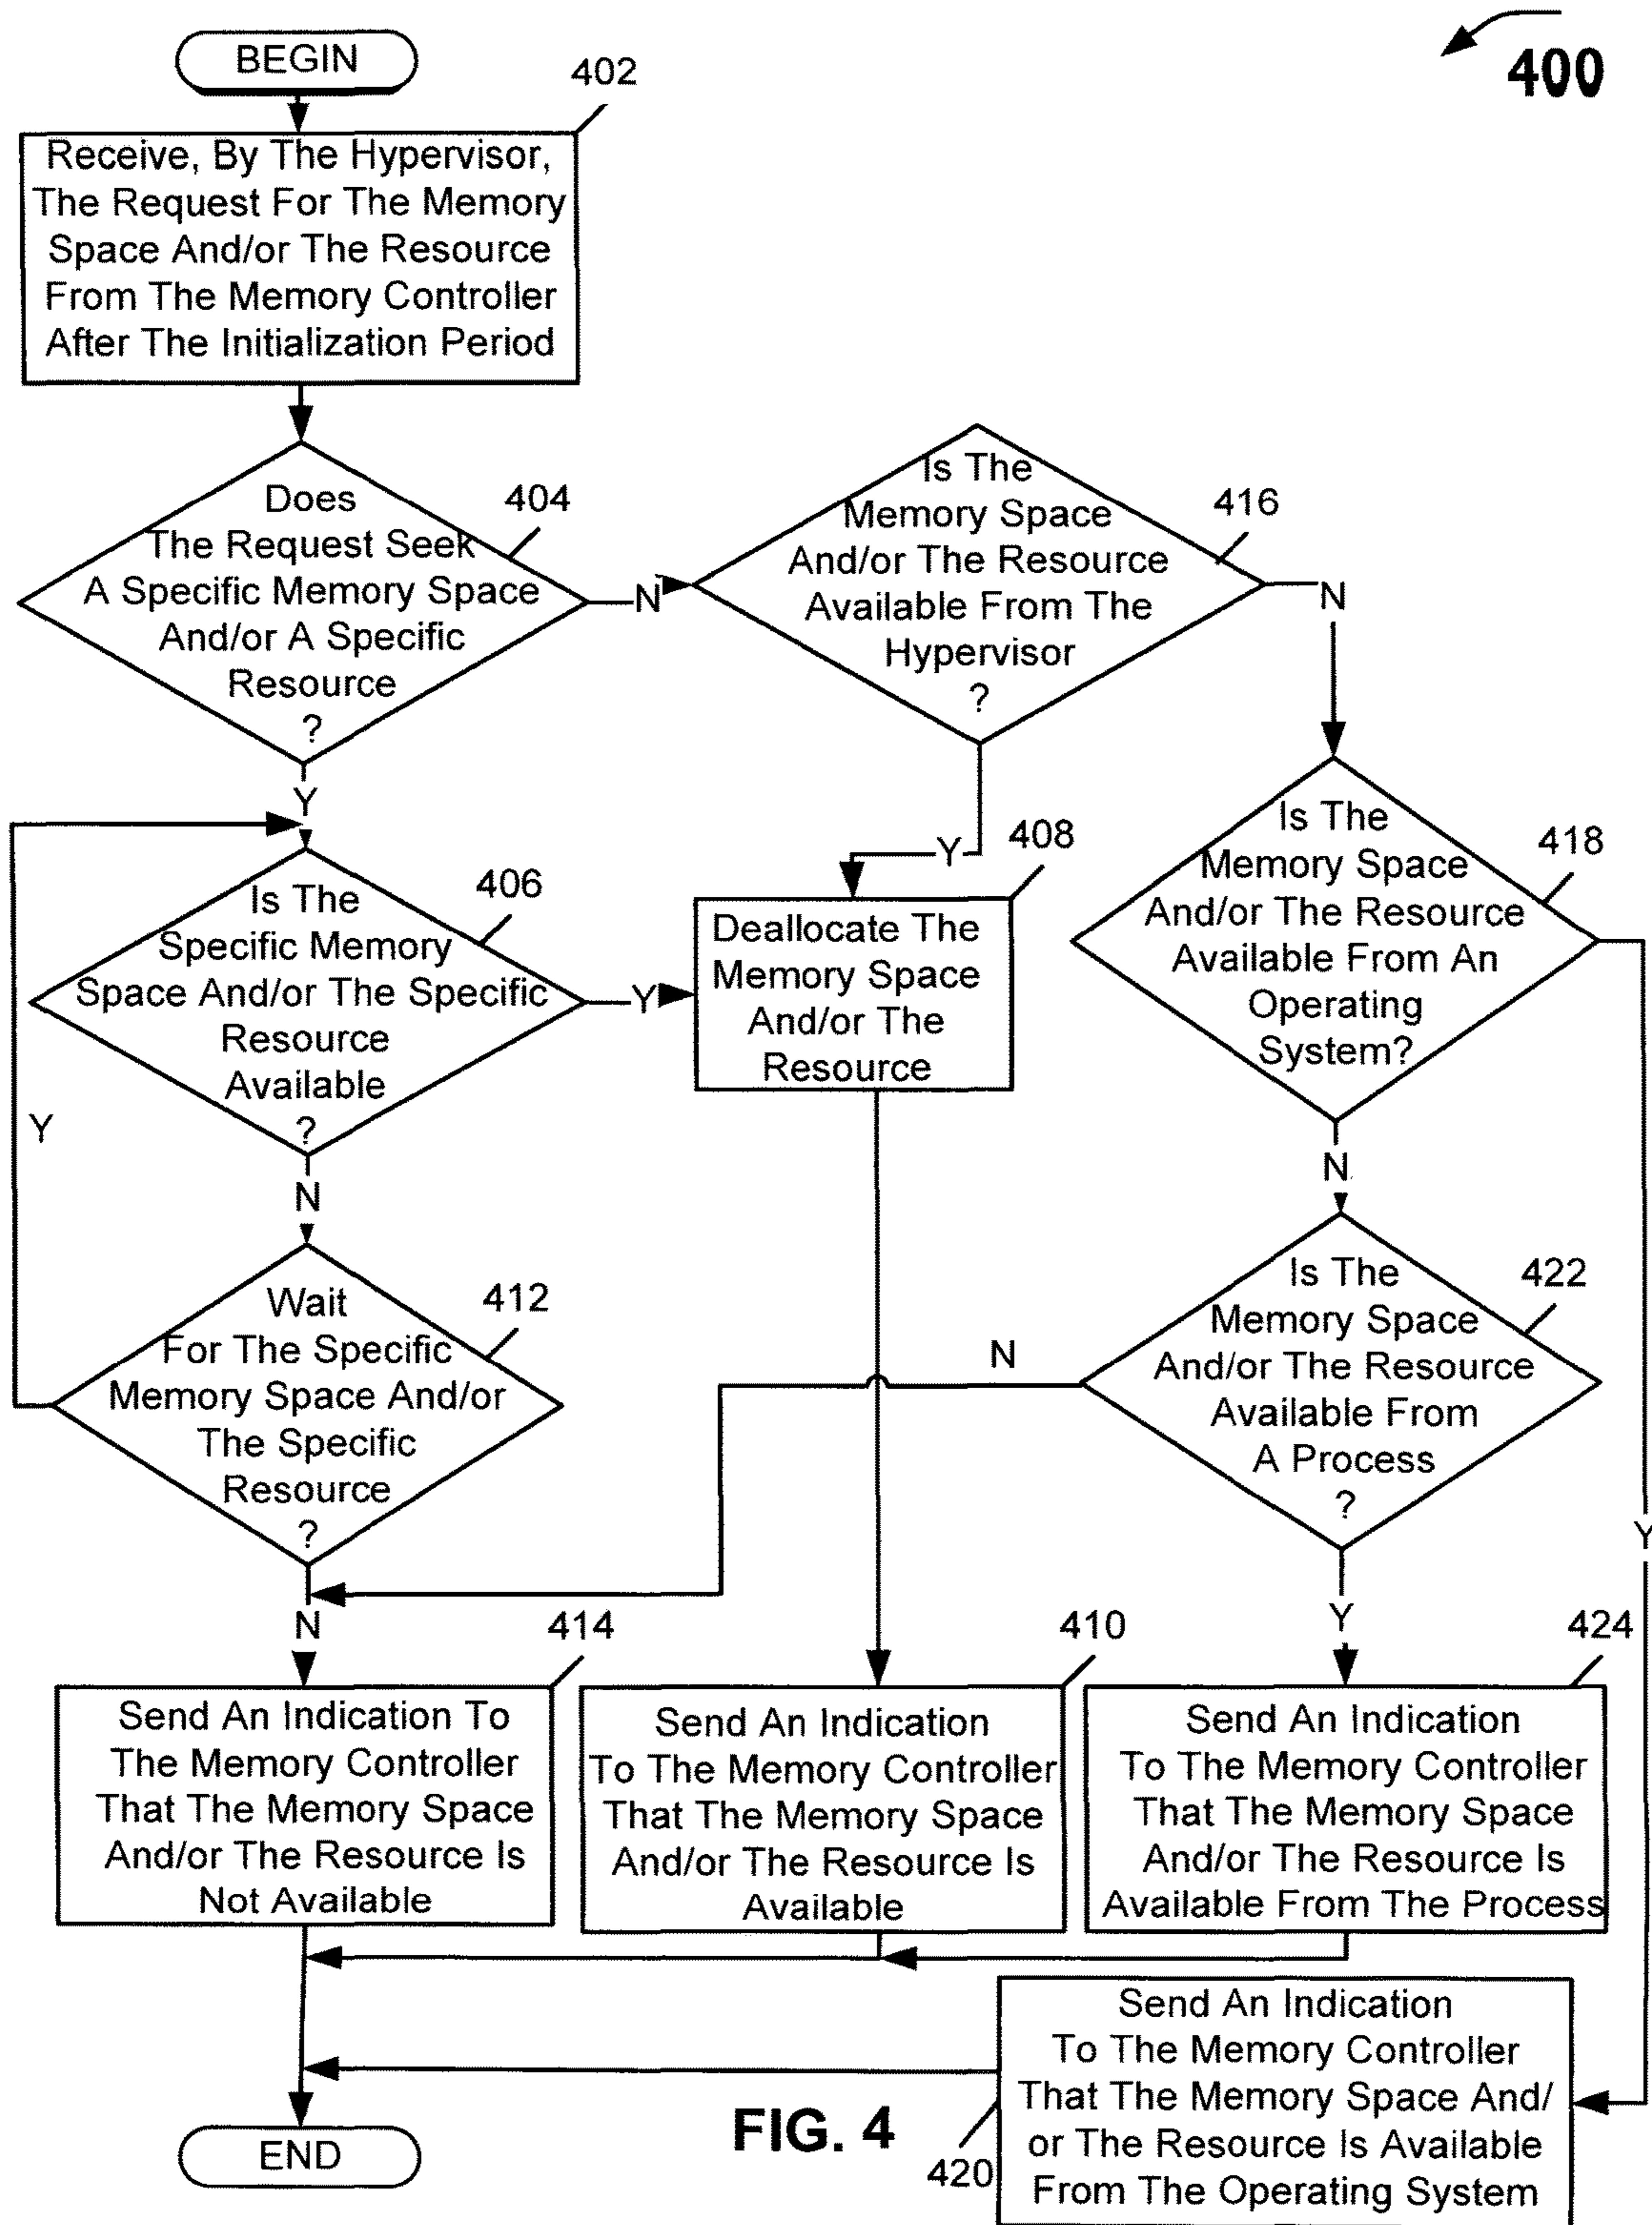 400
BEGIN
402
Receive, By The Hypervisor,
The Request For The Memory
Space And/or The Resource
From The Memory Controller
After The Initialization Period
Does
The Request Seek
A Specific Memory Space
And/or A Specific
Resource
?
404
N
Y
Is The
Memory Space
And/or The Resource
Available From The
Hypervisor
?
416
N
Y
Is The
Specific Memory
Space And/or The Specific
Resource
Available
?
406
Y
N
Deallocate The
Memory Space
And/or The
Resource
408
Is The
Memory Space
And/or The Resource
Available From An
Operating
System?
418
N
Y
Wait
For The Specific
Memory Space And/or
The Specific
Resource
?
412
Y
N
Is The
Memory Space
And/or The Resource
Available From
A Process
?
422
N
Y
414
Send An Indication To
The Memory Controller
That The Memory Space
And/or The Resource Is
Not Available
410
Send An Indication
To The Memory Controller
That The Memory Space
And/or The Resource Is
Available
424
Send An Indication
To The Memory Controller
That The Memory Space
And/or The Resource Is
Available From The Process
420
Send An Indication
To The Memory Controller
That The Memory Space And/
or The Resource Is Available
From The Operating System
END
FIG. 4